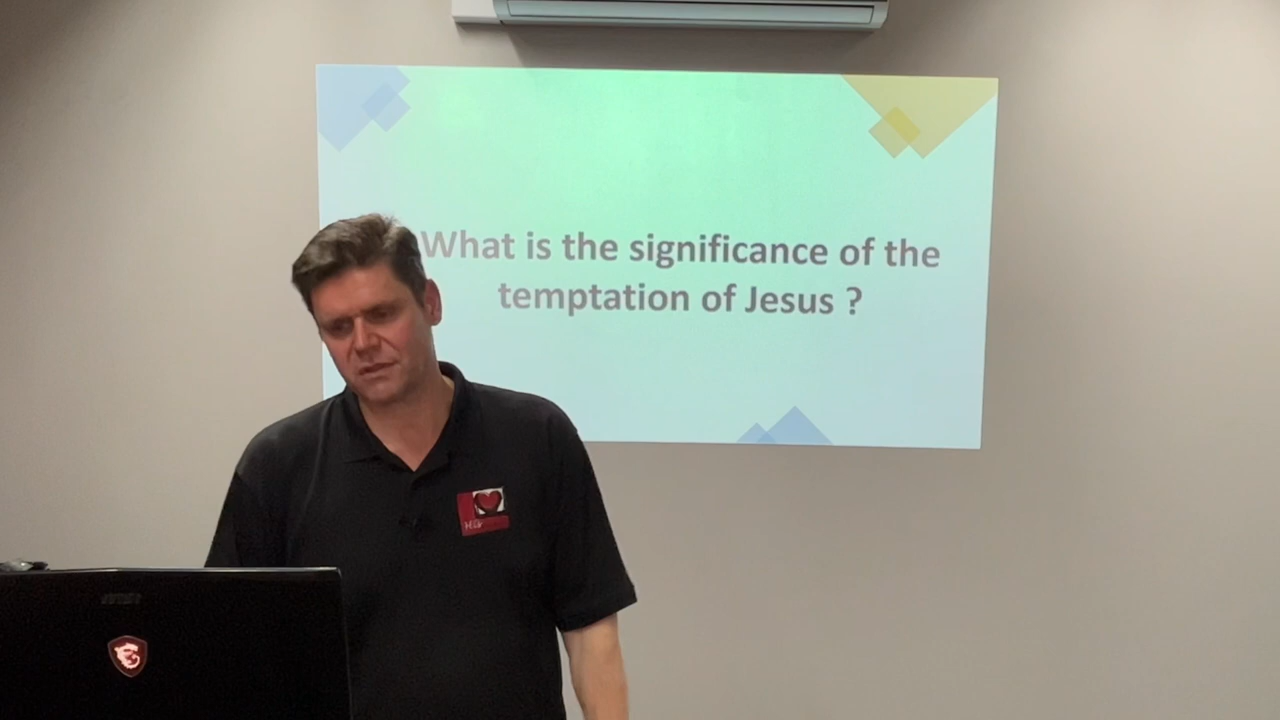 What is the significance of the
temptation of Jesus ?